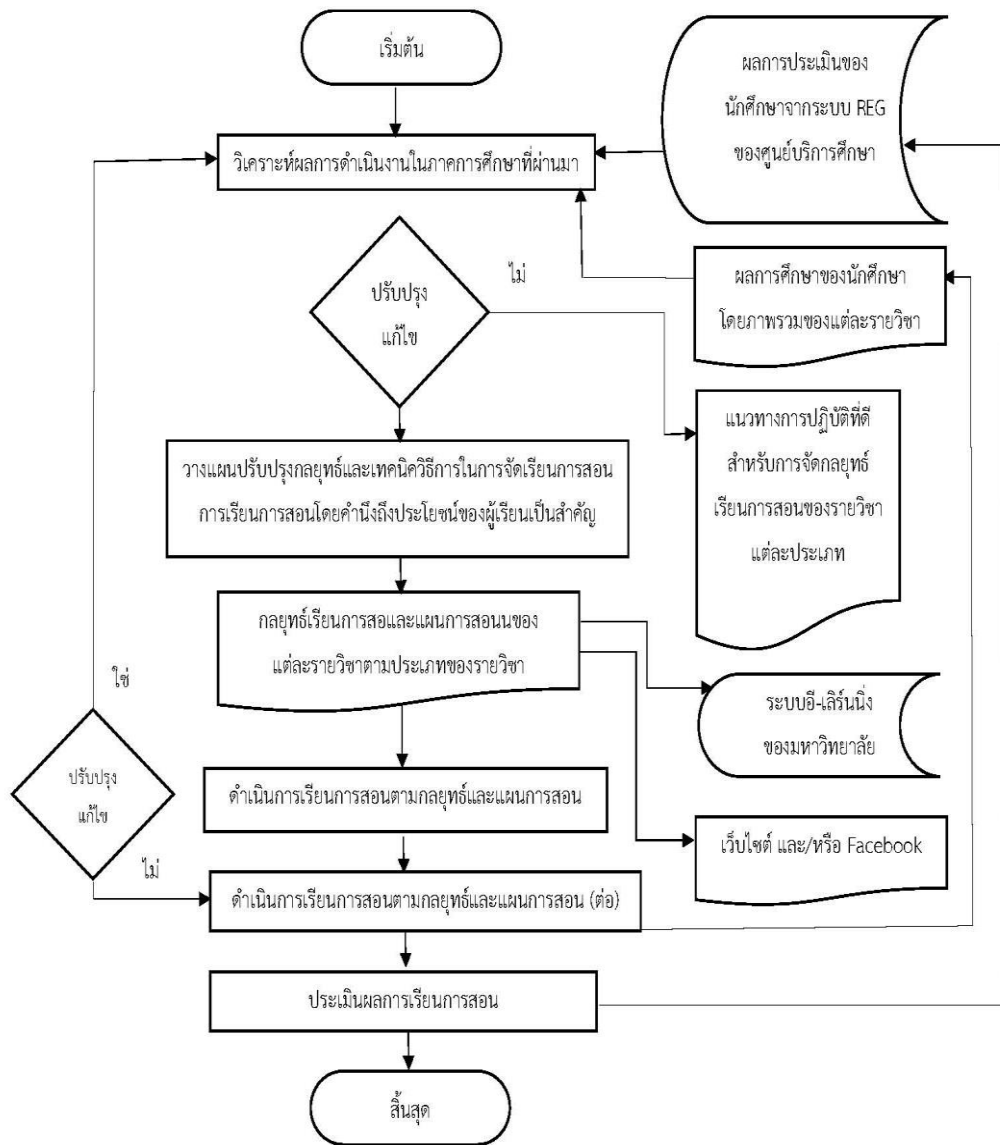 เริ่มต้น
ผลการประเมินของ
นักศึกษาจากระบบ REG
ของศูนย์บริการศึกษา
วิเคราะห์ผลการดำเนินงานในภาคการศึกษาที่ผ่านมา
ไม่
ปรับปรุง
แก้ไข
ผลการศึกษาของนักศึกษา
โดยภาพรวมของแต่ละรายวิชา
แนวทางการปฏิบัติที่ดี
สำหรับการจัดกลยุทธ์
เรียนการสอนของรายวิชา
แต่ละประเภท
วางแผนปรับปรุงกลยุทธ์และเทคนิควิธีการในการจัดเรียนการสอน
การเรียนการสอนโดยคำนึงถึงประโยชน์ของผู้เรียนเป็นสำคัญ
กลยุทธ์เรียนการสอและแผนการสอนนของ
แต่ละรายวิชาตามประเภทของรายวิชา
ใช่
ระบบอี-เลิร์นนิ่ง
ของมหาวิทยาลัย
ปรับปรุง
แก้ไข
ดำเนินการเรียนการสอนตามกลยุทธ์และแผนการสอน
เว็บไซต์ และ/หรือ Facebook
ไม่
ดำเนินการเรียนการสอนตามกลยุทธ์และแผนการสอน (ต่อ)
ประเมินผลการเรียนการสอน
สิ้นสุด